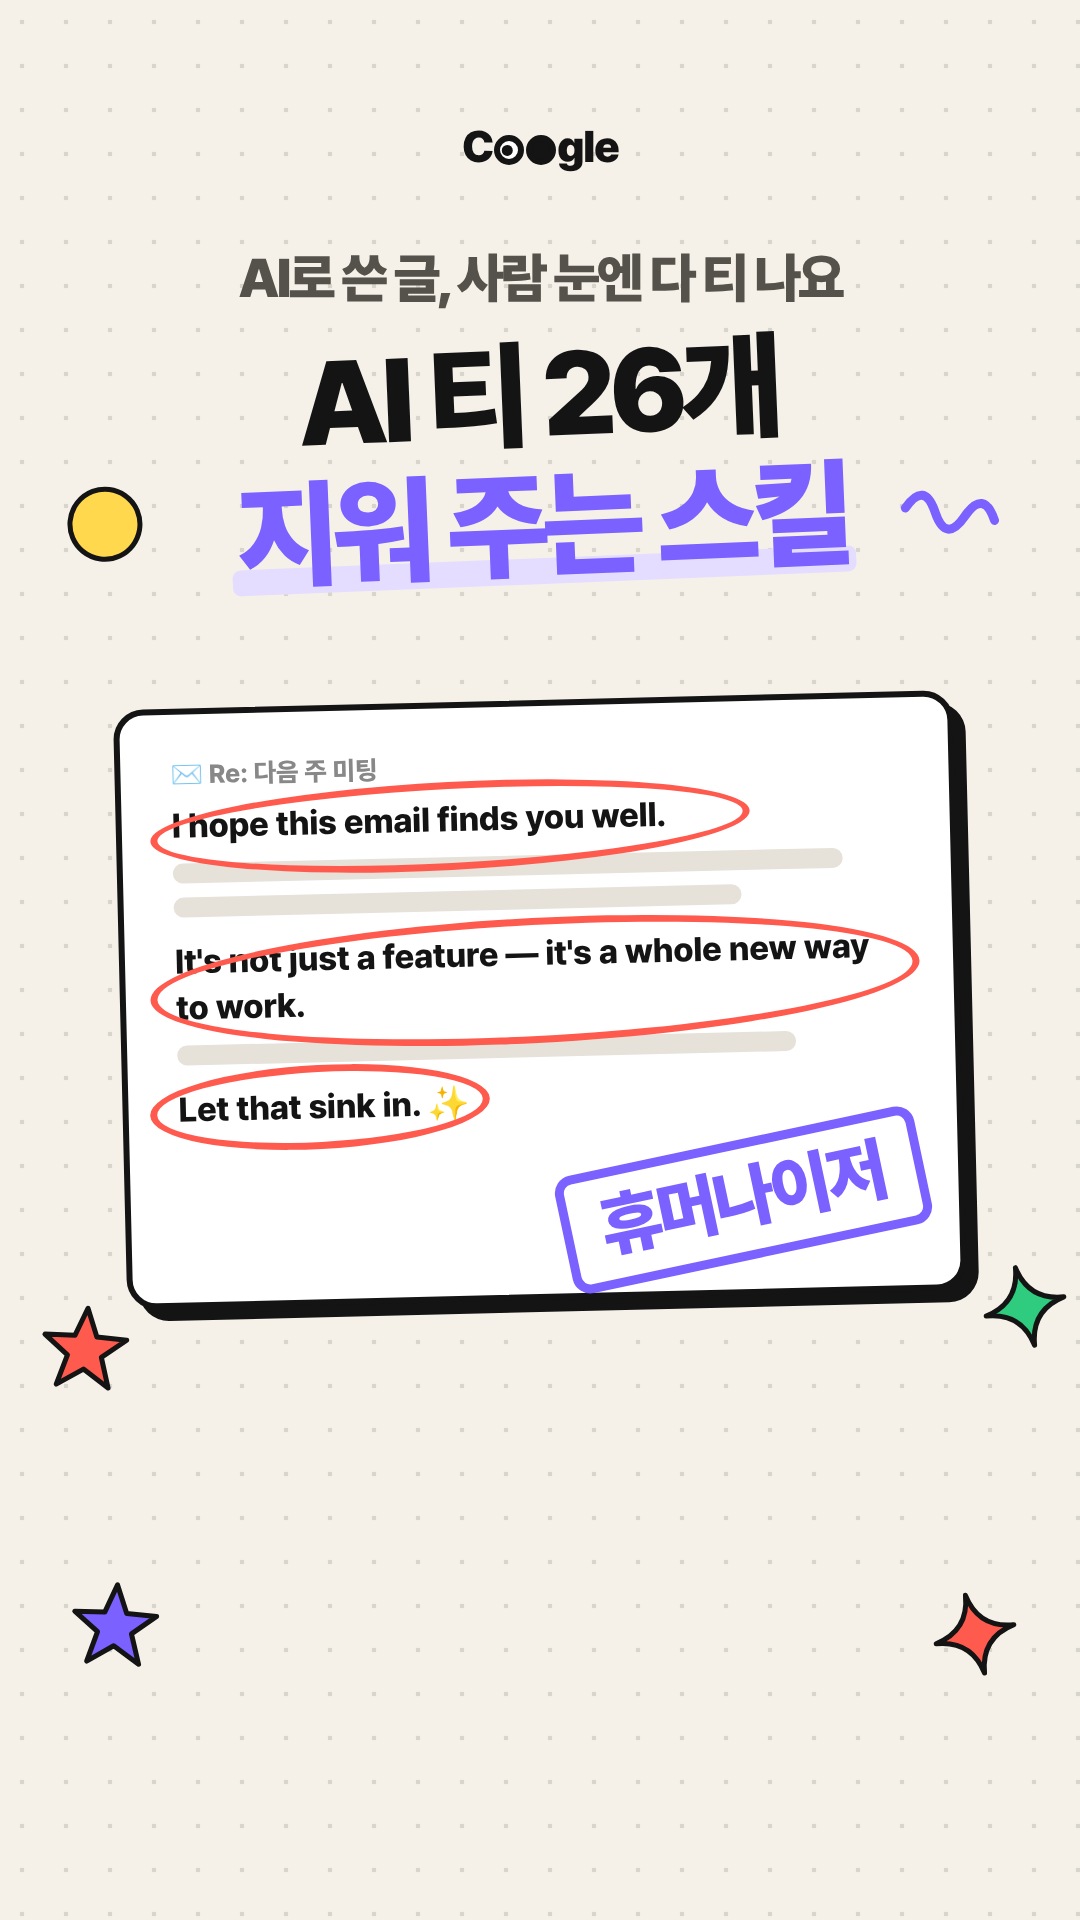 Coogle
AI로 쓴 글, 사람 눈엔 다 티 나요
AI 티 26개
지워 주는 스킬
✉️ Re: 다음 주 미팅
I hope this email finds you well.
It's not just a feature — it's a whole new way
to work.
Let that sink in. ✨
휴머나이저